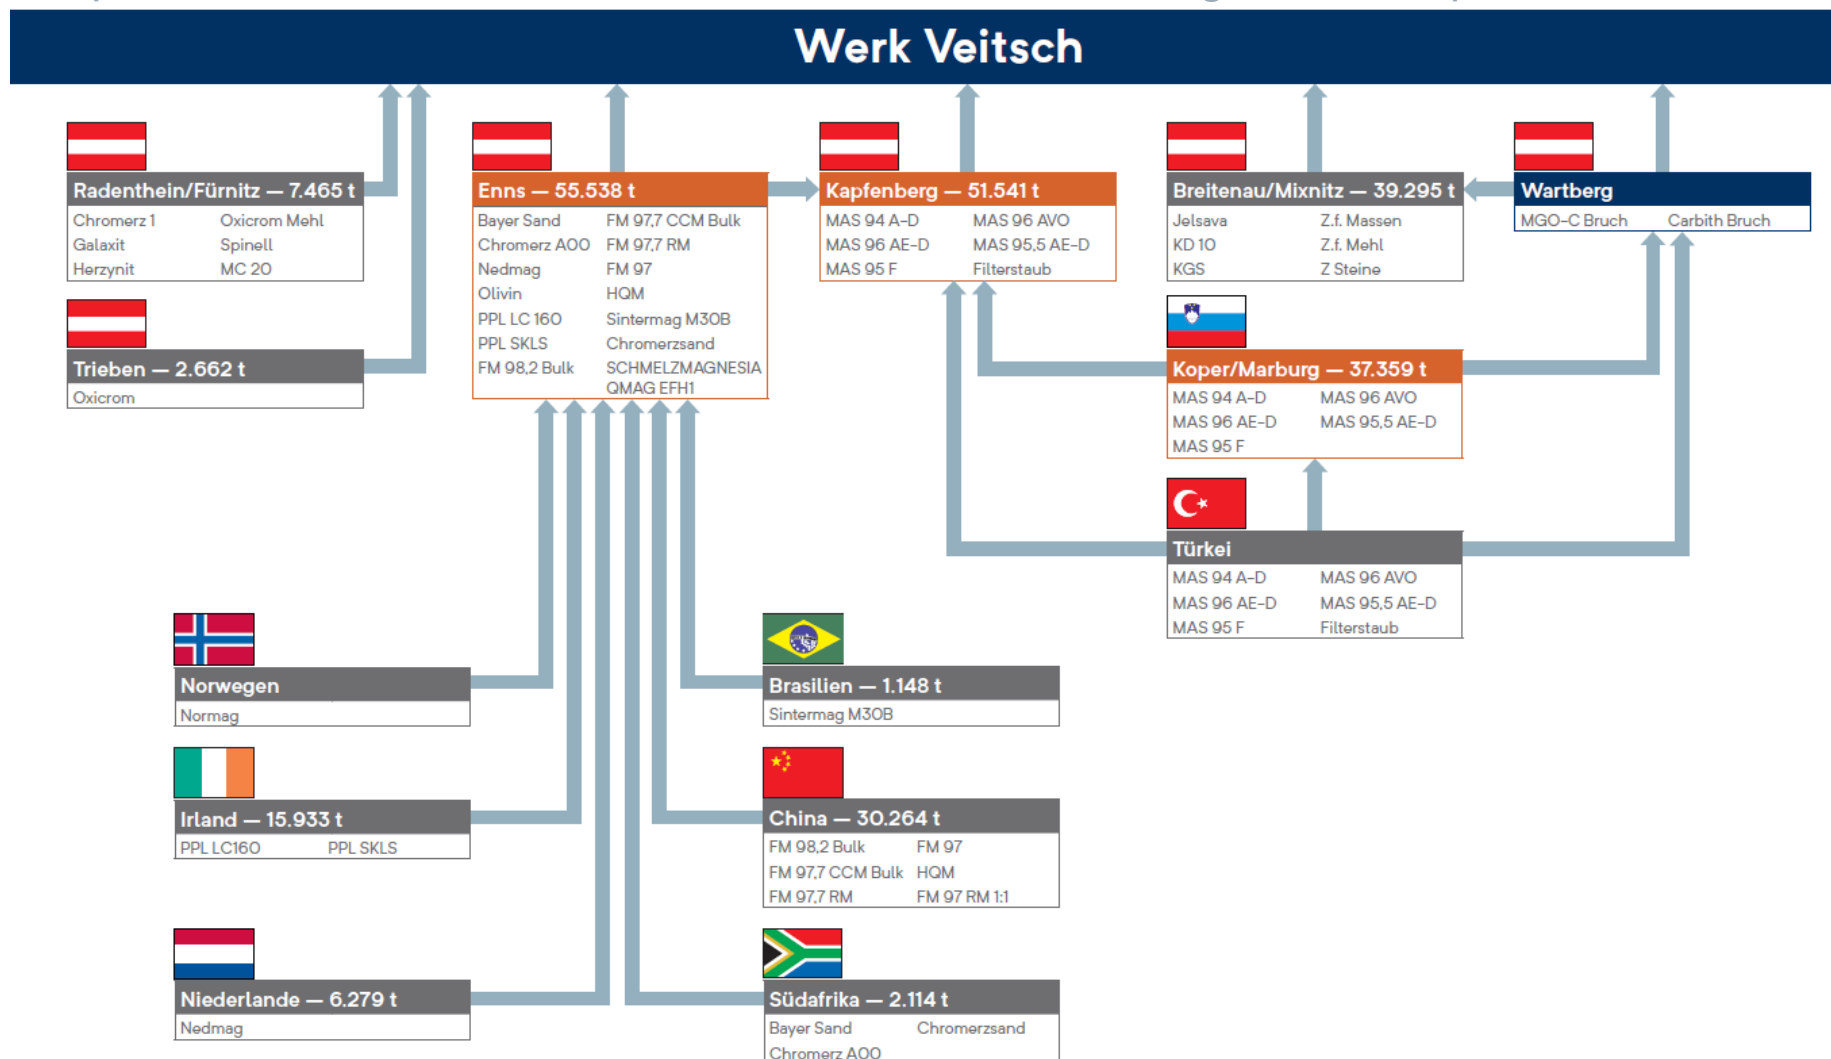 Werk Veitsch
Radenthein/Fürnitz — 7.465 t
Chromerz 1 Oxicrom Mehl
Galaxit Spinell
Herzynit MC 20
Trieben — 2.662 t
Oxicrom
Enns — 55.538 t
Bayer Sand FM 97,7 CCM Bulk
Chromerz A00 FM 97,7 RM
Nedmag FM 97
Olivin HQM
PPL LC 160 Sintermag M30B
PPL SKLS Chromerzsand
FM 98,2 Bulk SCHMELZMAGNESIA
QMAG EFH1
Kapfenberg — 51.541 t
MAS 94 A-D MAS 96 AVO
MAS 96 AE-D MAS 95,5 AE-D
MAS 95 F Filterstaub
Breitenau/Mixnitz — 39.295 t
Jelsava Z.f. Massen
KD 10 Z.f. Mehl
KGS Z Steine
Wartberg
MGO-C Bruch Carbith Bruch
Koper/Marburg — 37.359 t
MAS 94 A-D MAS 96 AVO
MAS 96 AE-D MAS 95,5 AE-D
MAS 95 F
Türkei
MAS 94 A-D MAS 96 AVO
MAS 96 AE-D MAS 95,5 AE-D
MAS 95 F Filterstaub
Norwegen
Normag
Irland — 15.933 t
PPL LC160 PPL SKLS
Niederlande — 6.279 t
Nedmag
Brasilien — 1.148 t
Sintermag M30B
China — 30.264 t
FM 98,2 Bulk FM 97
FM 97,7 CCM Bulk HQM
FM 97,7 RM FM 97 RM 1:1
Südafrika — 2.114 t
Bayer Sand Chromerzsand
Chromerz A00